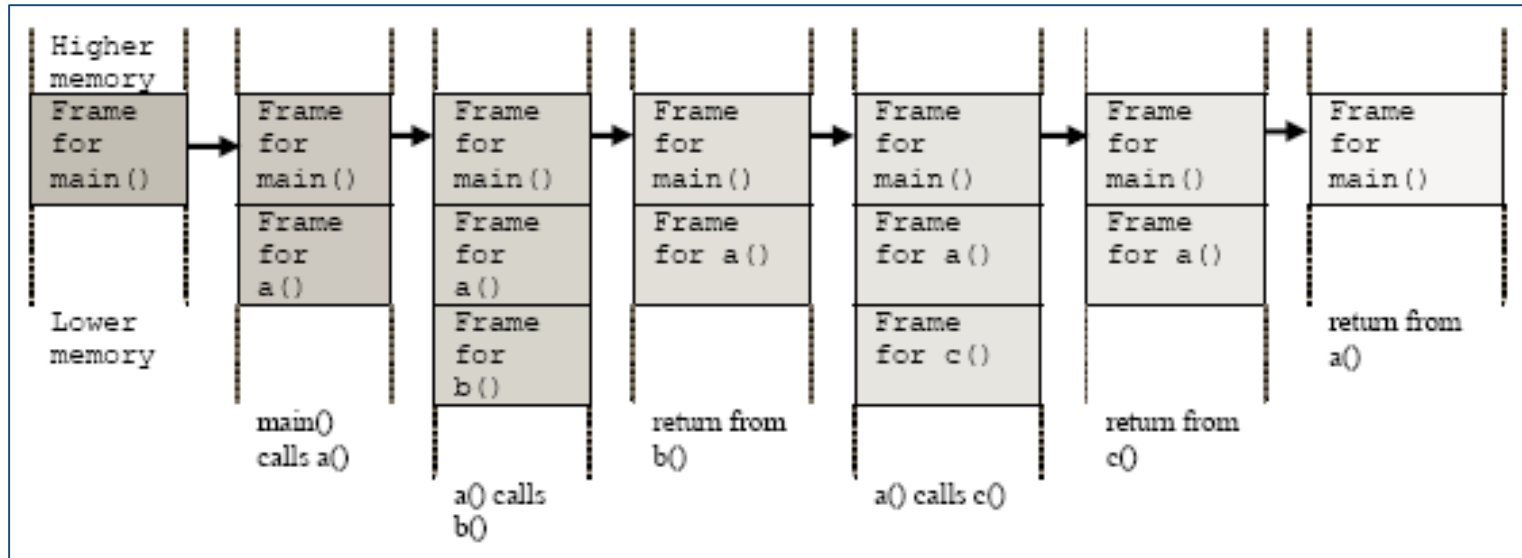 Higher
memory
Frame
for
main()
Lower
memory
Frame
for
main()
Frame
for
a()
main()
calls a()
Frame
for
main()
Frame
for
a()
Frame
for
b()
a() calls
b()
Frame
for
main()
Frame
for a()
return from
b()
Frame
for
main()
Frame
for a()
Frame
for c()
a() calls c()
Frame
for
main()
Frame
for a()
return from
c()
Frame
for
main()
return from
a()